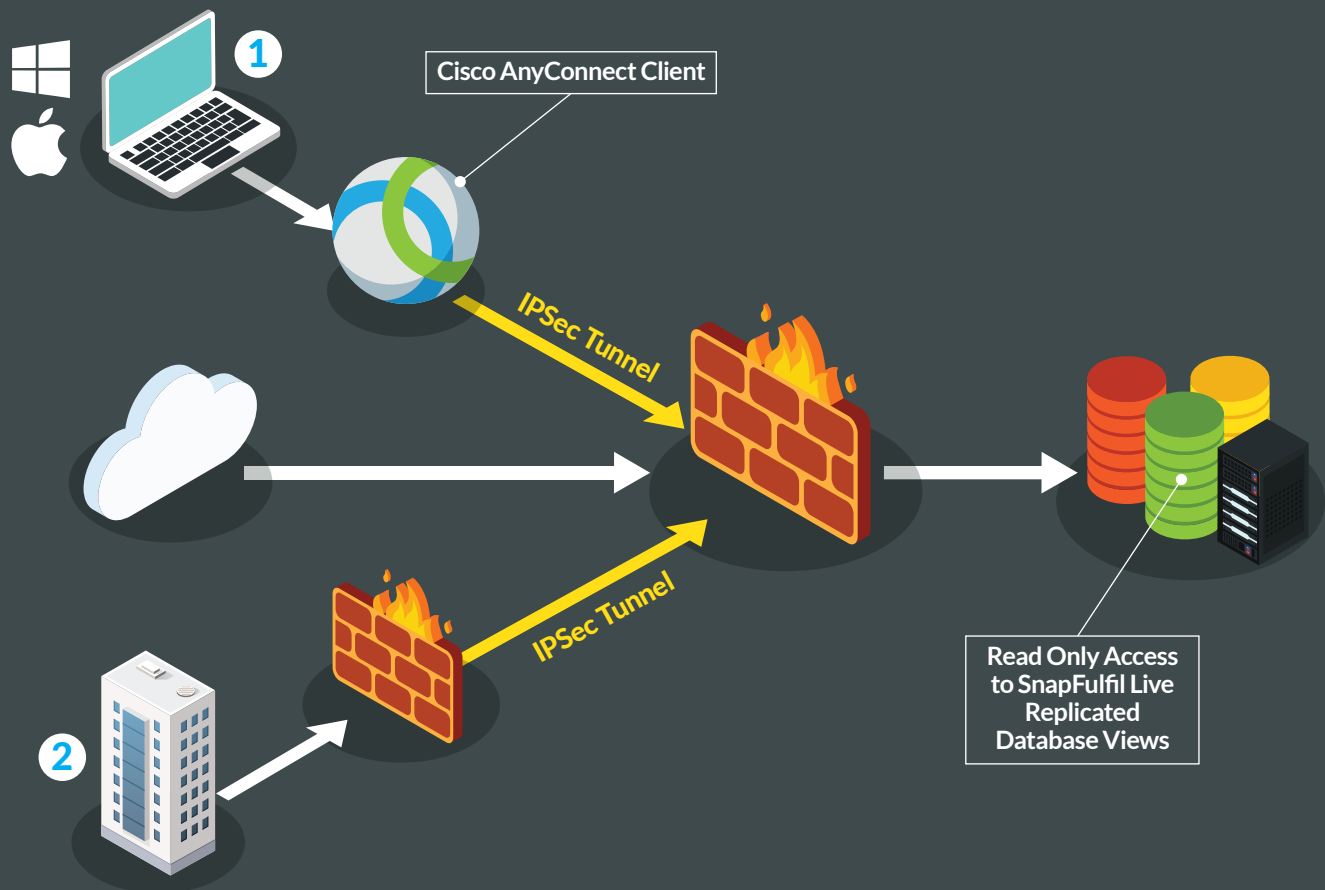 1
Cisco AnyConnect Client
IPSec Tunnel
IPSec Tunnel
2
Read Only Access
to SnapFulfil Live
Replicated
Database Views